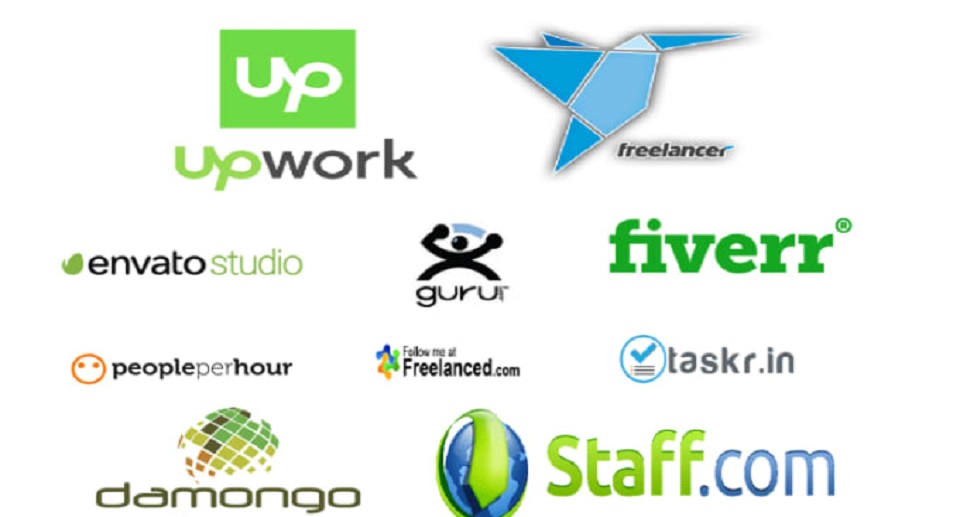 up
upwork
freelancer
envato studio
guru
fiverr®
peopleperhour
Follow me at
Freelanced.com
taskr.in
damongo
Staff.com